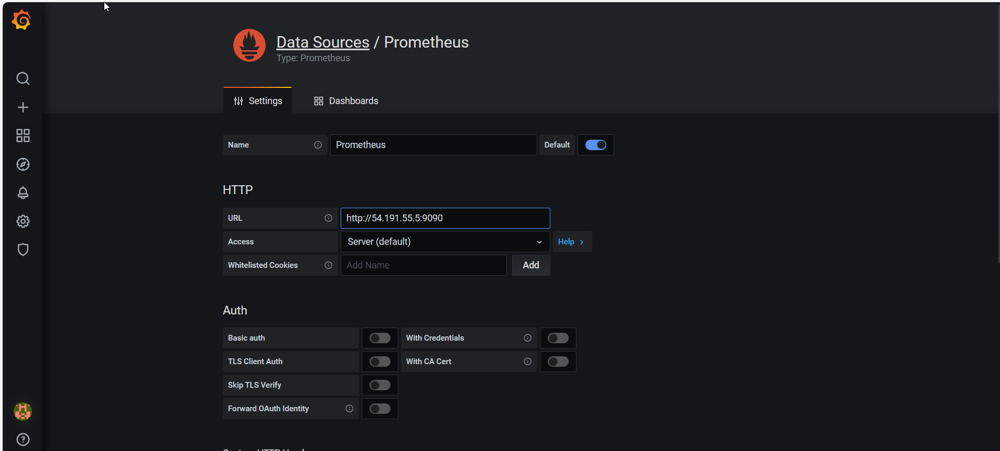 Data Sources / Prometheus
Type: Prometheus
Settings
Dashboards
Name
Prometheus
Default
HTTP
URL
http://54.191.55.5:9090
Access
Server (default)
Help
Whitelisted Cookies
Add Name
Add
Auth
Basic auth
With Credentials
TLS Client Auth
With CA Cert
Skip TLS Verify
Forward OAuth Identity